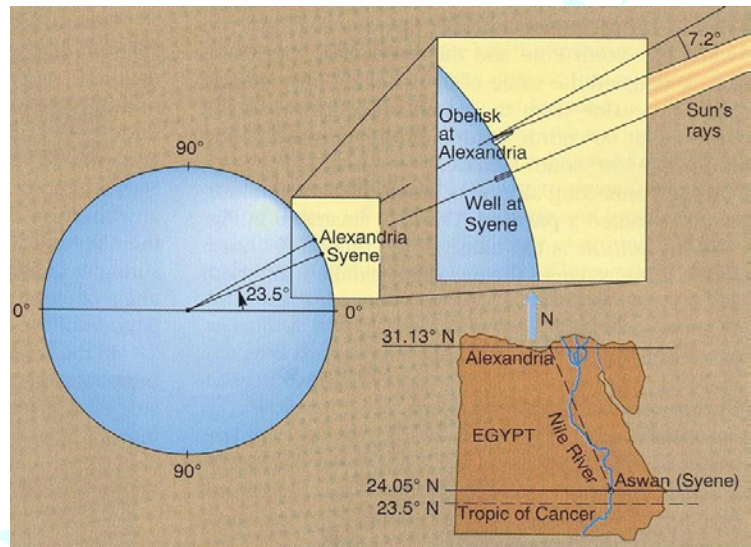 90°
0°
Alexandria
Syene
23.5°
0°
90°
Obelisk
at
Alexandria
Well at
Syene
7.2°
Sun's
rays
N
31.13° N
Alexandria
EGYPT
Nile River
Aswan (Syene)
24.05° N
23.5° N
Tropic of Cancer